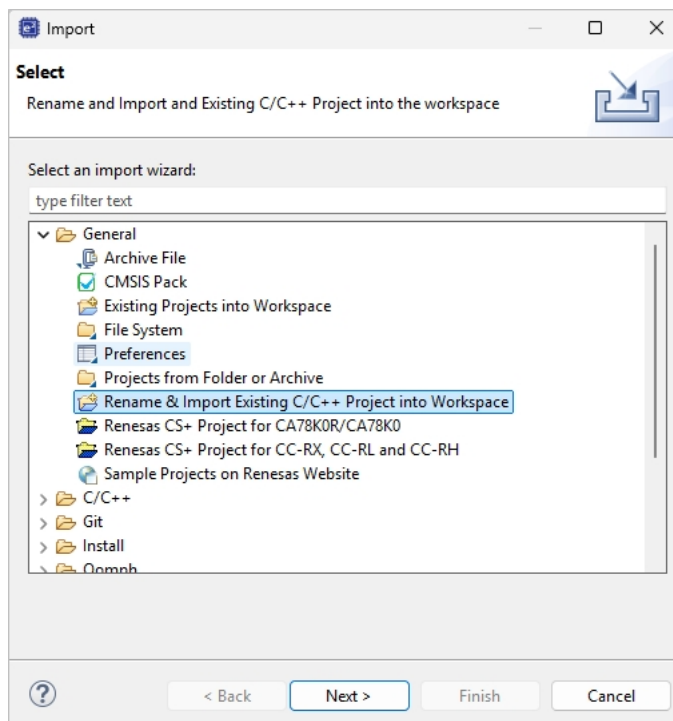 Import
Select
Rename and Import and Existing C/C++ Project into the workspace
Select an import wizard:
type filter text
General
Archive File
CMSIS Pack
Existing Projects into Workspace
File System
Preferences
Projects from Folder or Archive
Rename & Import Existing C/C++ Project into Workspace
Renesas CS+ Project for CA78K0R/CA78K0
Renesas CS+ Project for CC-RX, CC-RL and CC-RH
Sample Projects on Renesas Website
C/C++
Git
Install
Oomph
?
< Back
Next >
Finish
Cancel